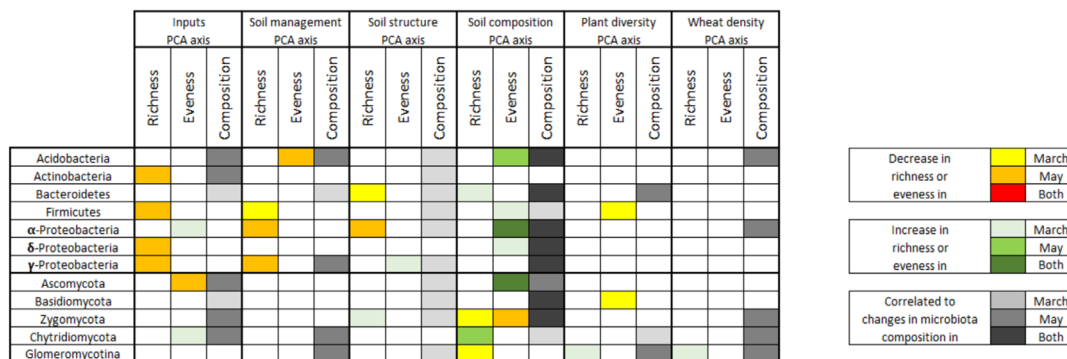 Inputs Soil management Soil structure Soil composition Plant diversity Wheat density
PCA axis PCA axis PCA axis PCA axis PCA axis PCA axis
Richness Eveness Composition Richness Eveness Composition Richness Eveness Composition Richness Eveness Composition Richness Eveness Composition Richness Eveness Composition
Acidobacteria
Actinobacteria
Bacteroidetes
Firmicutes
α-Proteobacteria
δ-Proteobacteria
γ-Proteobacteria
Ascomycota
Basidiomycota
Zygomycota
Chytridiomycota
Glomeromycotina
Decrease in March
richness or May
eveness in Both
Increase in March
richness or May
eveness in Both
Correlated to March
changes in microbiota May
composition in Both